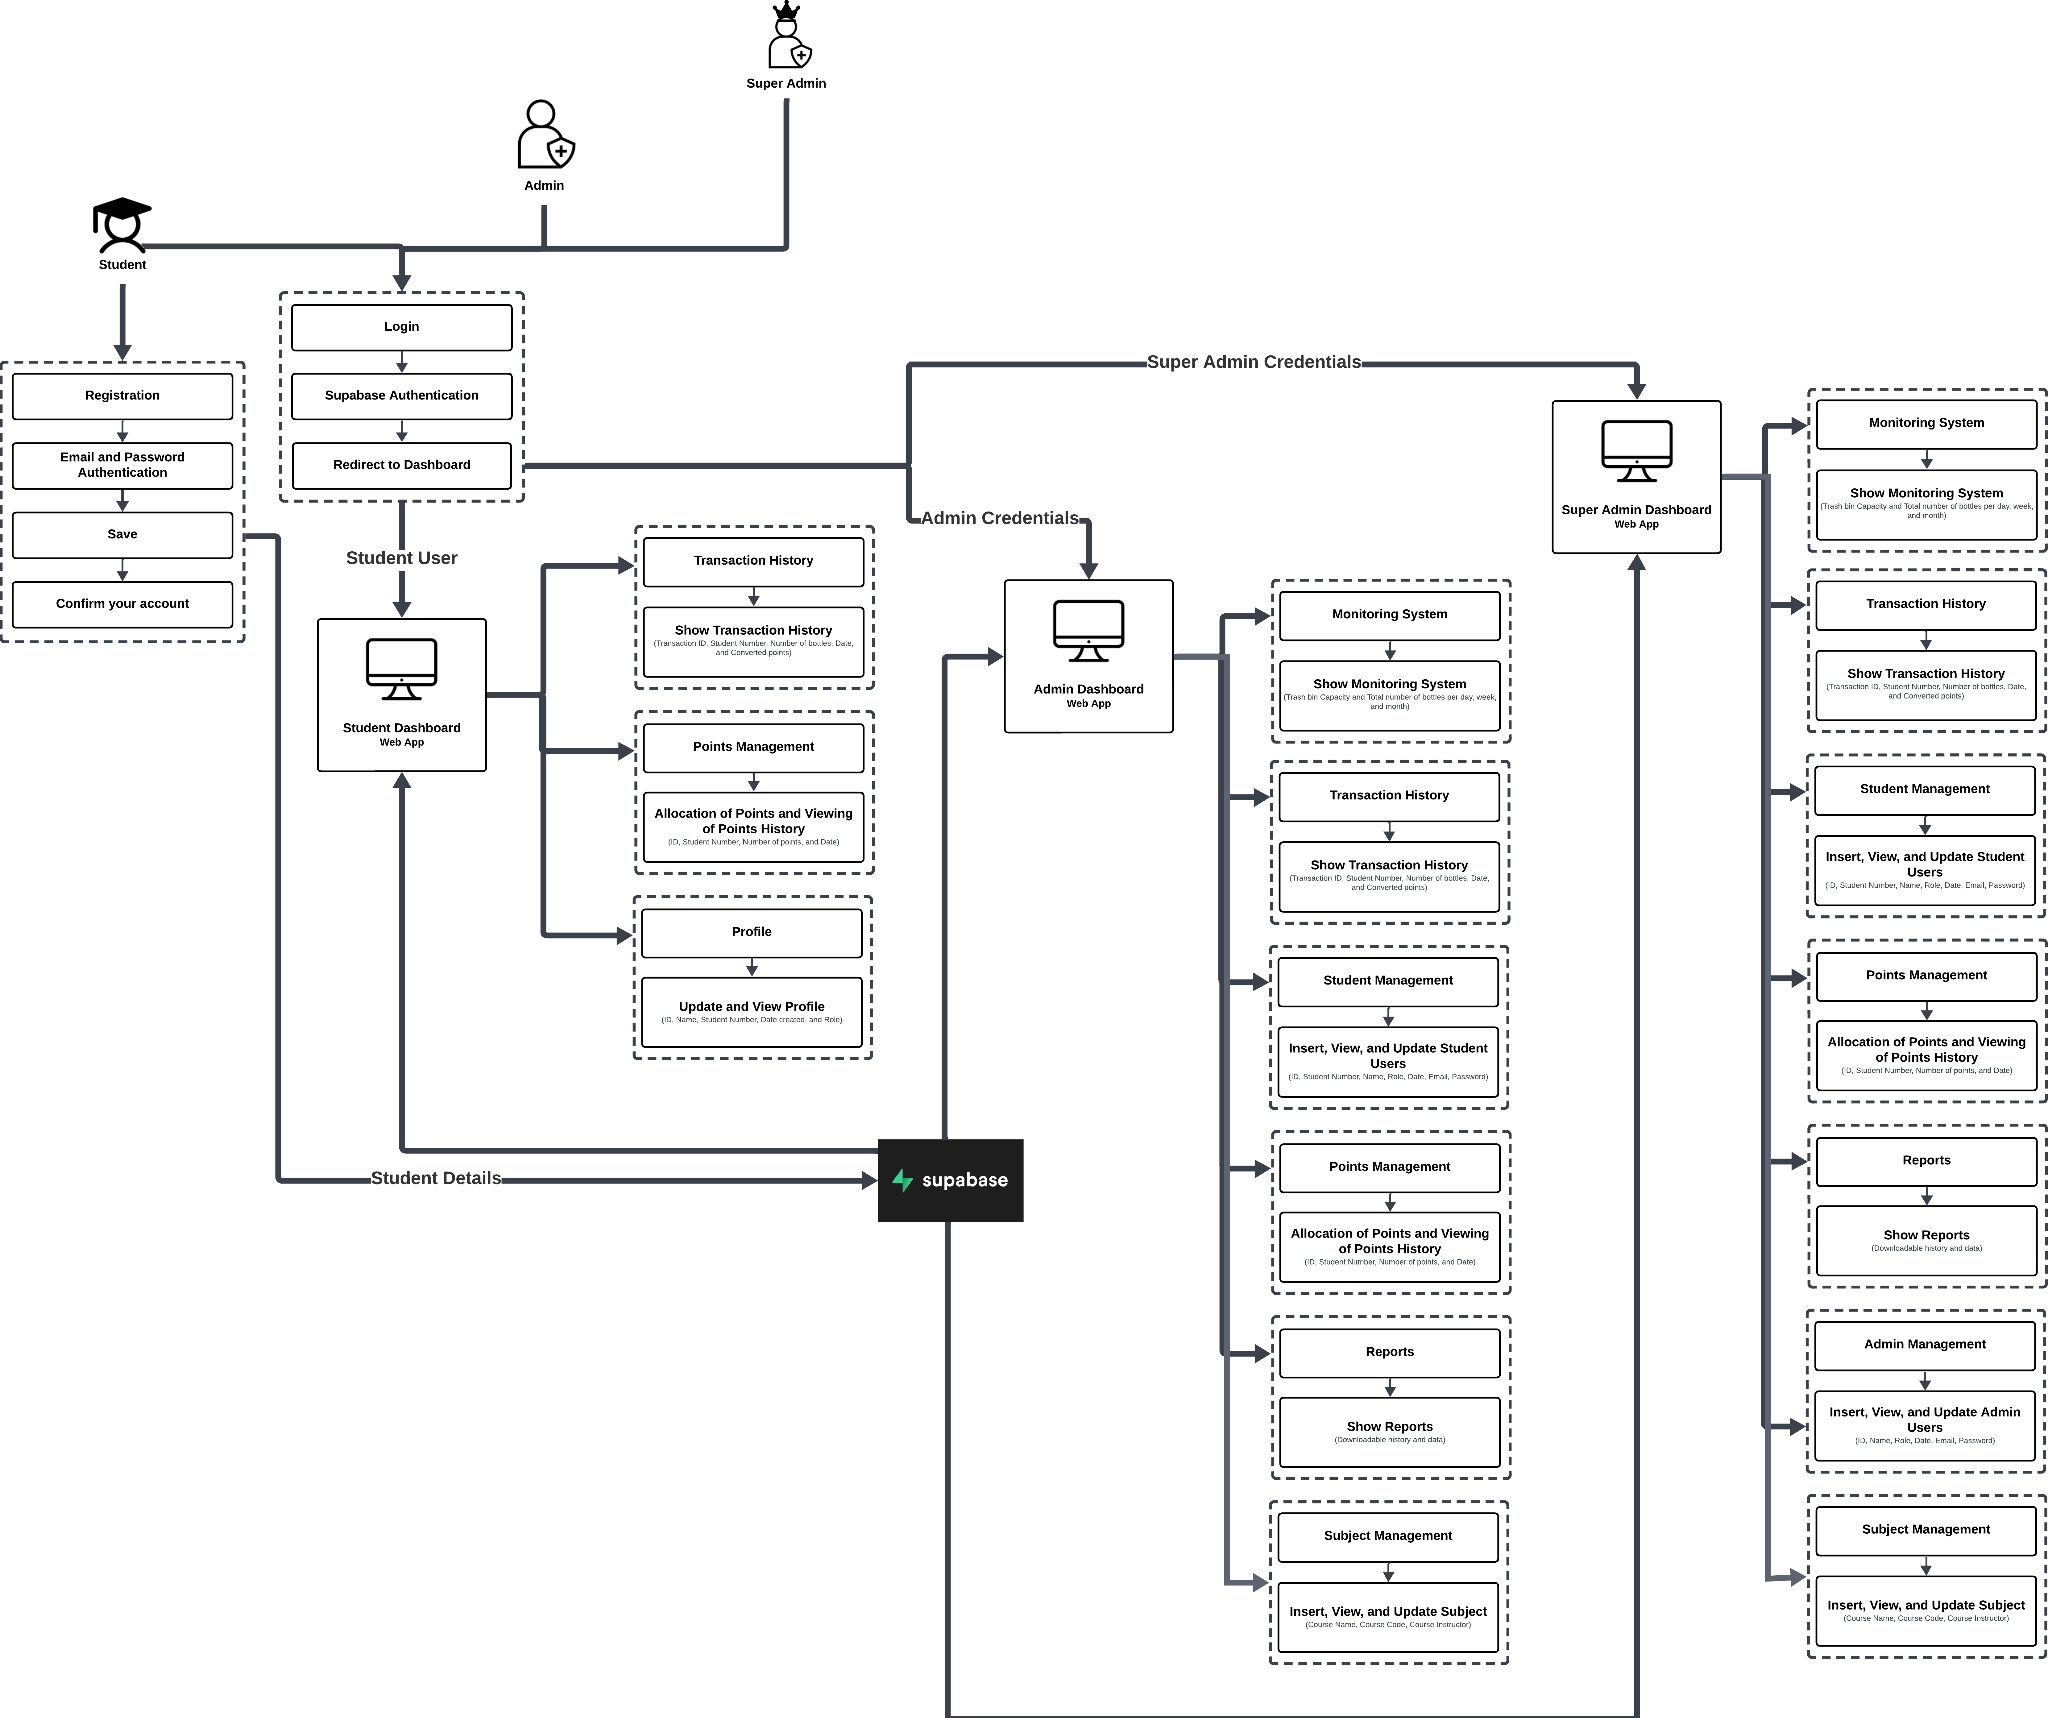 Super Admin
Admin
Student
Login
Supabase Authentication
Redirect to Dashboard
Registration
Email and Password
Authentication
Save
Confirm your account
Super Admin Credentials
Admin Credentials
Student User
Student Dashboard
Web App
Transaction History
Show Transaction History
(Transaction ID, Student Number, Number of bottles, Date,
and Converted points)
Points Management
Allocation of Points and Viewing
of Points History
(ID, Student Number, Number of points, and Date)
Profile
Update and View Profile
(ID, Name, Student Number, Date created, and Role)
Student Details
supabase
Admin Dashboard
Web App
Monitoring System
Show Monitoring System
(Trash bin Capacity and Total number of bottles per day, week,
and month)
Transaction History
Show Transaction History
(Transaction ID, Student Number, Number of bottles, Date,
and Converted points)
Student Management
Insert, View, and Update Student
Users
(ID, Student Number, Name, Role, Date, Email, Password)
Points Management
Allocation of Points and Viewing
of Points History
(ID, Student Number, Number of points, and Date)
Reports
Show Reports
(Downloadable history and data)
Subject Management
Insert, View, and Update Subject
(Course Name, Course Code, Course Instructor)
Super Admin Dashboard
Web App
Monitoring System
Show Monitoring System
(Trash bin Capacity and Total number of bottles per day, week,
and month)
Transaction History
Show Transaction History
(Transaction ID, Student Number, Number of bottles, Date,
and Converted points)
Student Management
Insert, View, and Update Student
Users
(ID, Student Number, Name, Role, Date, Email, Password)
Points Management
Allocation of Points and Viewing
of Points History
(ID, Student Number, Number of points, and Date)
Reports
Show Reports
(Downloadable history and data)
Admin Management
Insert, View, and Update Admin
Users
(ID, Name, Role, Date, Email, Password)
Subject Management
Insert, View, and Update Subject
(Course Name, Course Code, Course Instructor)